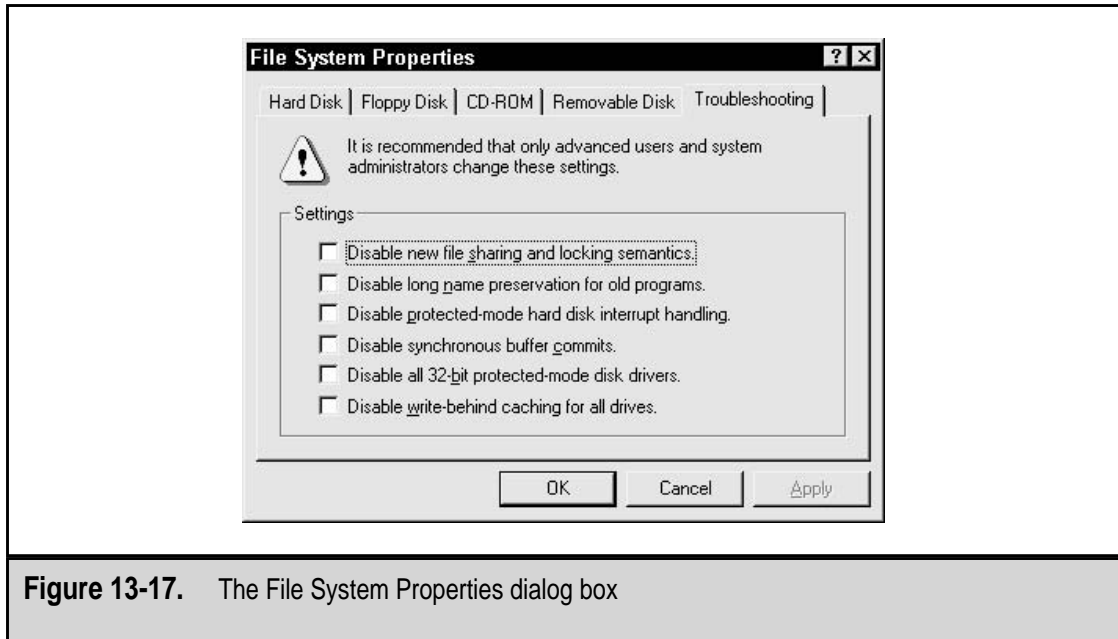 File System Properties
? X
Hard Disk Floppy Disk CD-ROM Removable Disk Troubleshooting
It is recommended that only advanced users and system
administrators change these settings.
Settings
Disable new file sharing and locking semantics.
Disable long name preservation for old programs.
Disable protected-mode hard disk interrupt handling.
Disable synchronous buffer commits.
Disable all 32-bit protected-mode disk drivers.
Disable write-behind caching for all drives.
OK Cancel Apply
Figure 13-17. The File System Properties dialog box